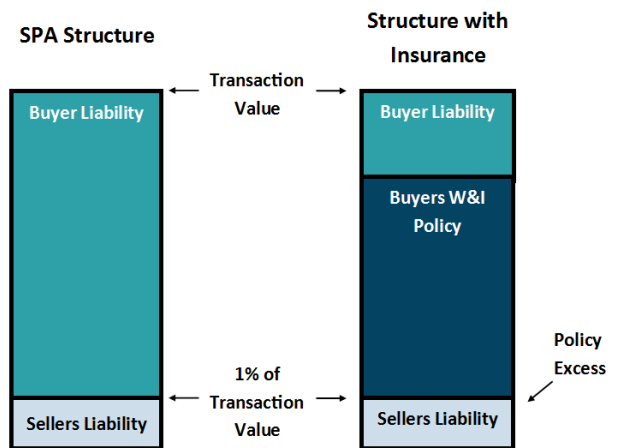 SPA Structure
Structure with
Insurance
Transaction
Value
Buyer Liability
Buyer Liability
Buyers W&I
Policy
Policy
Excess
1% of
Transaction
Value
Sellers Liability
Sellers Liability